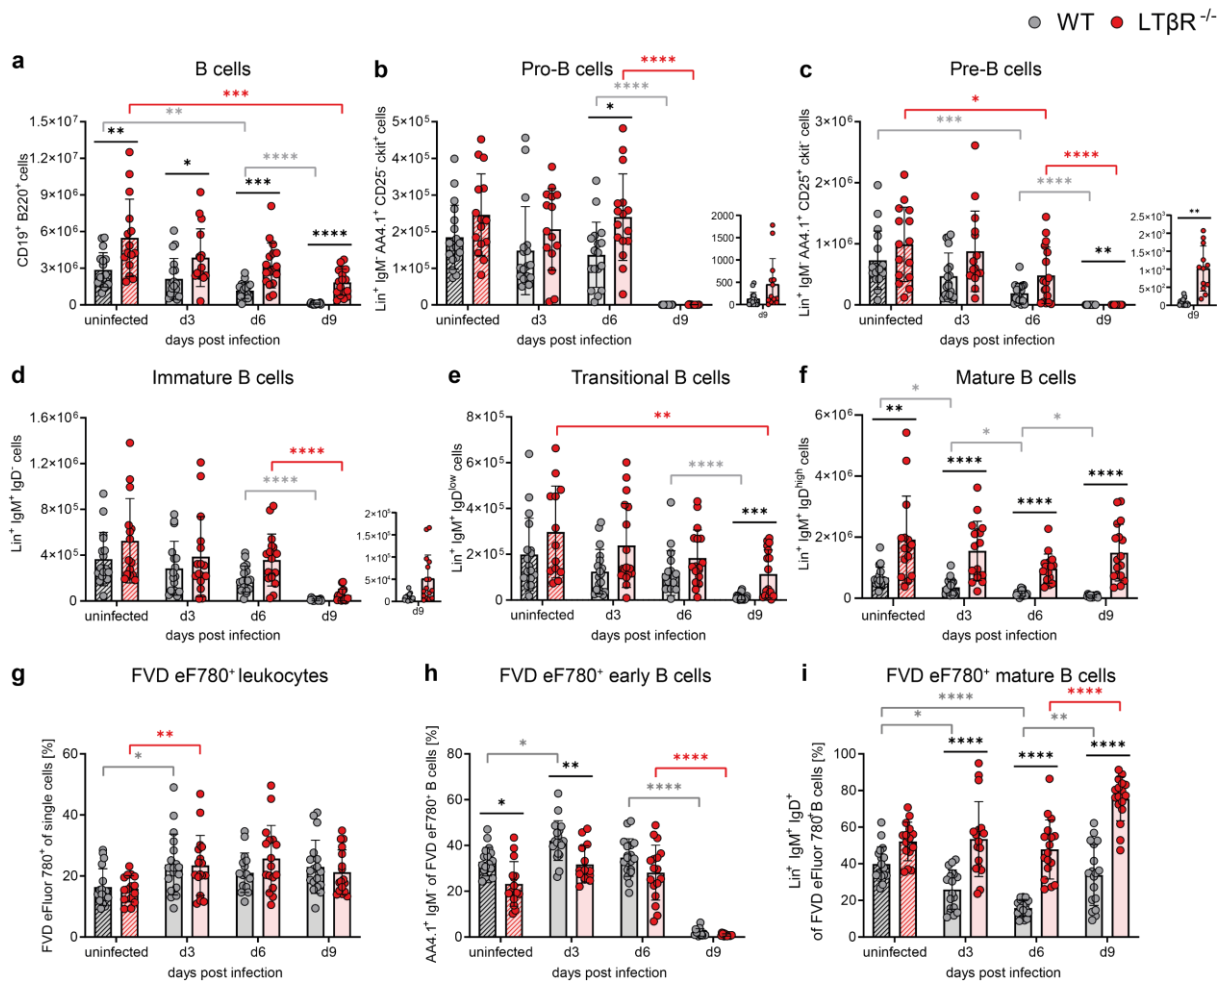 WT LTβR -/-
a B cells
*** ** **** ** * *** ****
CD19+ B220+ cells
1.5×10^7
1.2×10^7
9×10^6
6×10^6
3×10^6
0
uninfected d3 d6 d9
days post infection
b Pro-B cells
**** **** *
Lin+ IgM- AA4.1+ CD25- ckit+ cells
5×10^5
4×10^5
3×10^5
2×10^5
1×10^5
0
uninfected d3 d6 d9
days post infection
2000
1500
1000
500
0
d9
c Pre-B cells
* *** **** **** **
Lin+ IgM- AA4.1+ CD25+ ckit- cells
3×10^6
2×10^6
1×10^6
0
uninfected d3 d6 d9
days post infection
**
2.5×10^3
2×10^3
1.5×10^3
1×10^3
5×10^2
0
d9
d Immature B cells
**** ****
Lin+ IgM+ IgD- cells
1.6×10^6
1.2×10^6
8×10^5
4×10^5
0
uninfected d3 d6 d9
days post infection
2×10^5
2×10^5
1×10^5
5×10^4
0
d9
e Transitional B cells
** **** ***
Lin+ IgM+ IgDlow cells
8×10^5
6×10^5
4×10^5
2×10^5
0
uninfected d3 d6 d9
days post infection
f Mature B cells
* ** * * **** **** ****
Lin+ IgM+ IgDhigh cells
6×10^6
4×10^6
2×10^6
0
uninfected d3 d6 d9
days post infection
g FVD eF780+ leukocytes
** *
FVD eFluor 780+ of single cells [%]
60
40
20
0
uninfected d3 d6 d9
days post infection
h FVD eF780+ early B cells
* ** * **** ****
AA4.1+ IgM- of FVD eF780+ B cells [%]
80
60
40
20
0
uninfected d3 d6 d9
days post infection
i FVD eF780+ mature B cells
**** * **** ** **** **** ****
Lin+ IgM+ IgD+
of FVD eFluor 780+ B cells [%]
100
80
60
40
20
0
uninfected d3 d6 d9
days post infection